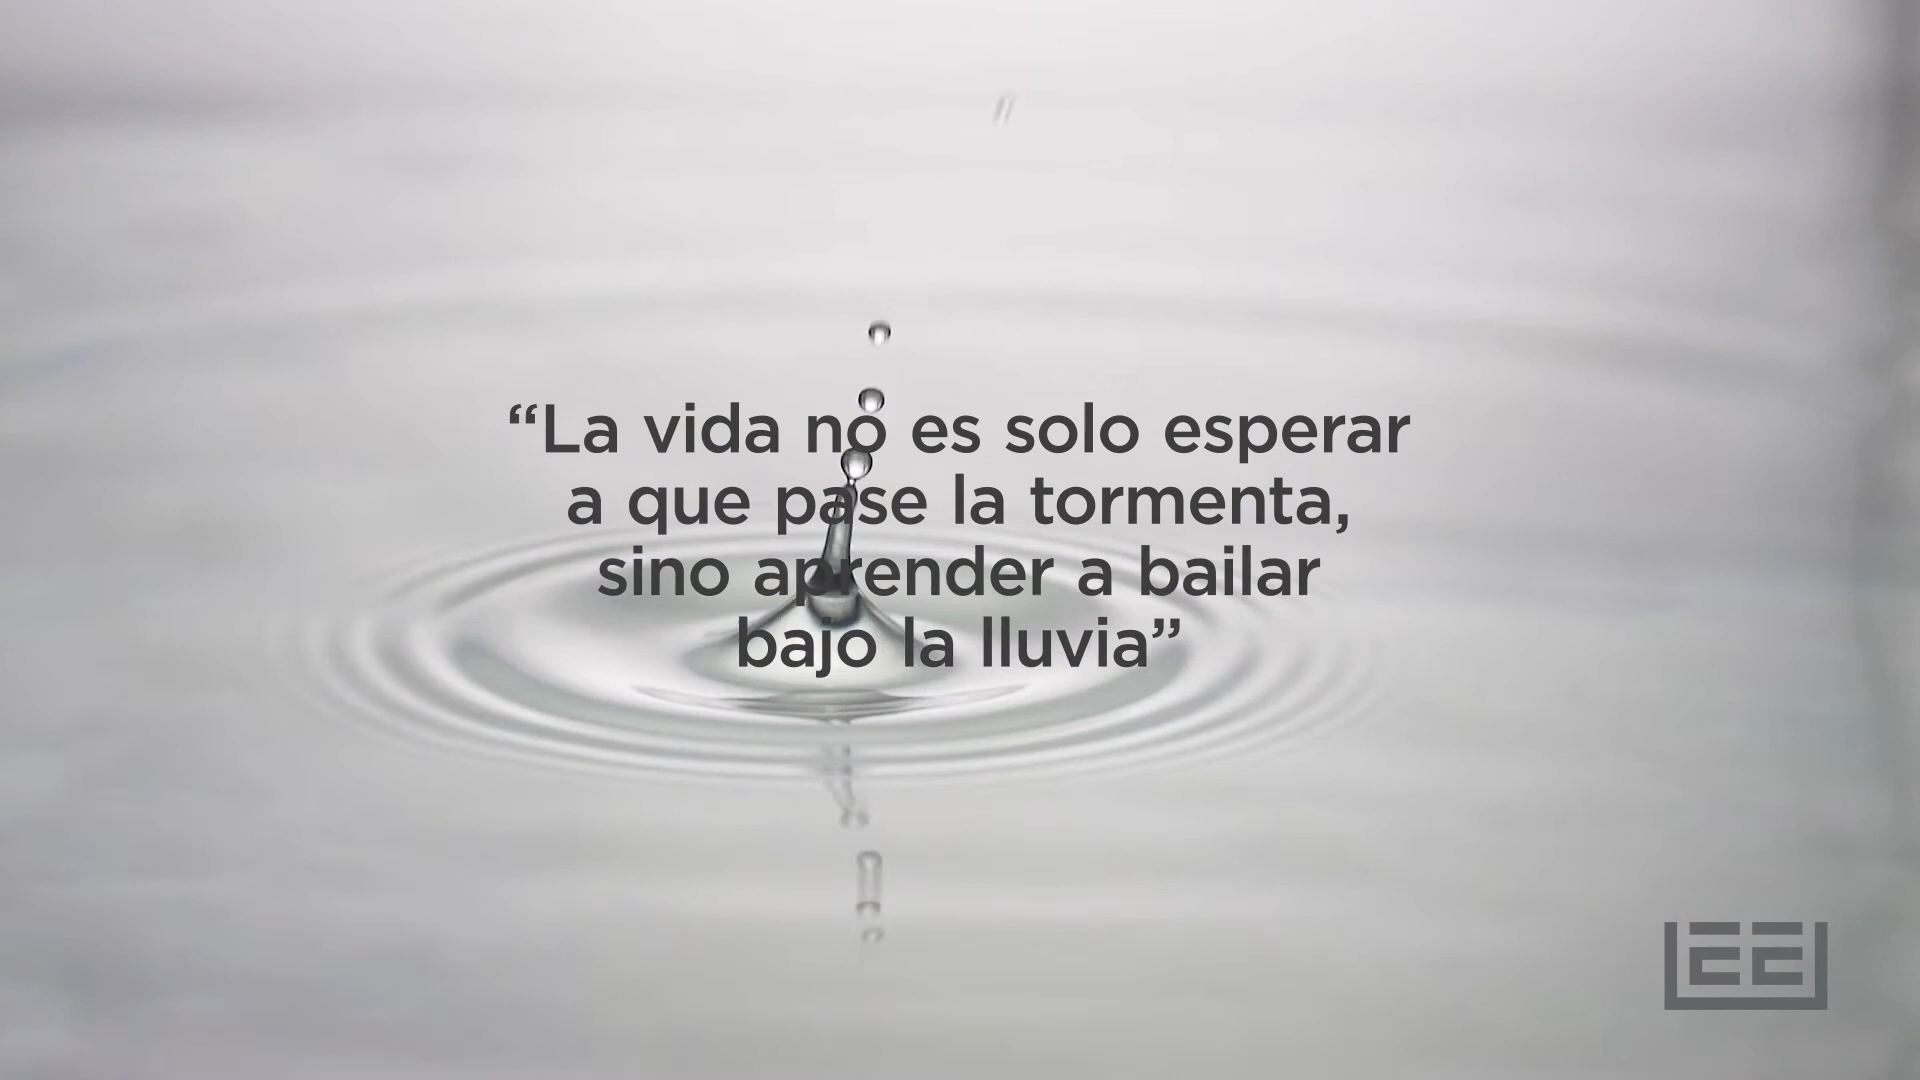 “La vida no es solo esperar
a que pase la tormenta,
sino aprender a bailar
bajo la lluvia”